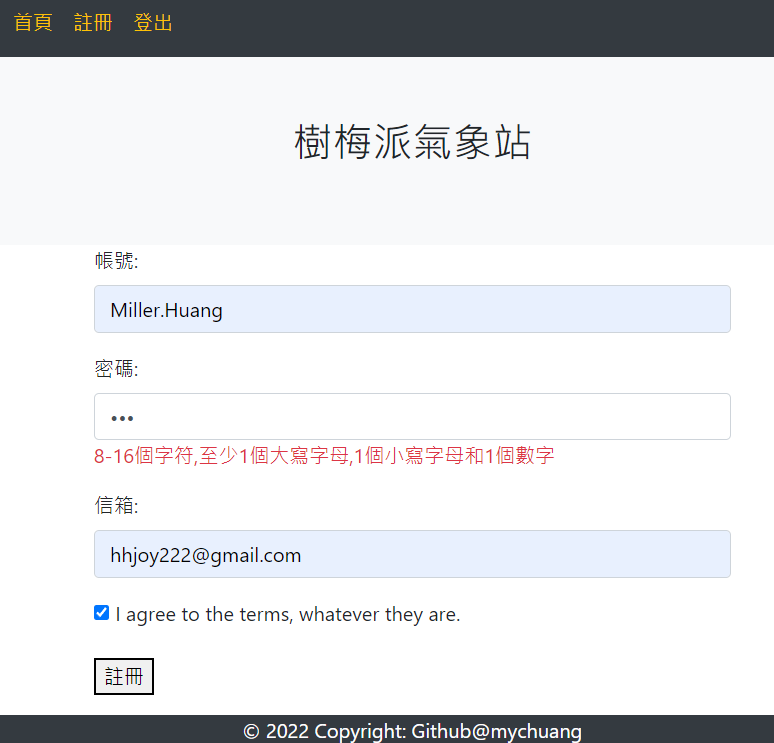 首頁 註冊 登出
樹梅派氣象站
帳號:
Miller.Huang
密碼:
•••
8-16個字符,至少1個大寫字母,1個小寫字母和1個數字
信箱:
hhjoy222@gmail.com
I agree to the terms, whatever they are.
註冊
© 2022 Copyright: Github@mychuang